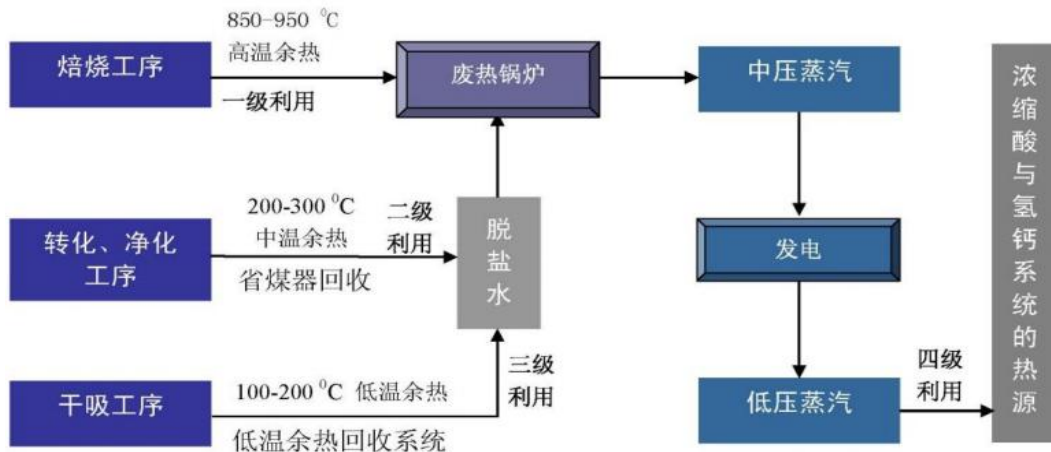 850-950 ⁰C
焙烧工序
高温余热
一级利用
废热锅炉
中压蒸汽
200-300 ⁰C
中温余热
二级
利用
转化、净化
工序
省煤器回收
脱
盐
水
发电
干吸工序
100-200 ⁰C 低温余热
低温余热回收系统
三级
利用
低压蒸汽
四级
利用
浓
缩
酸
与
氢
钙
系
统
的
热
源